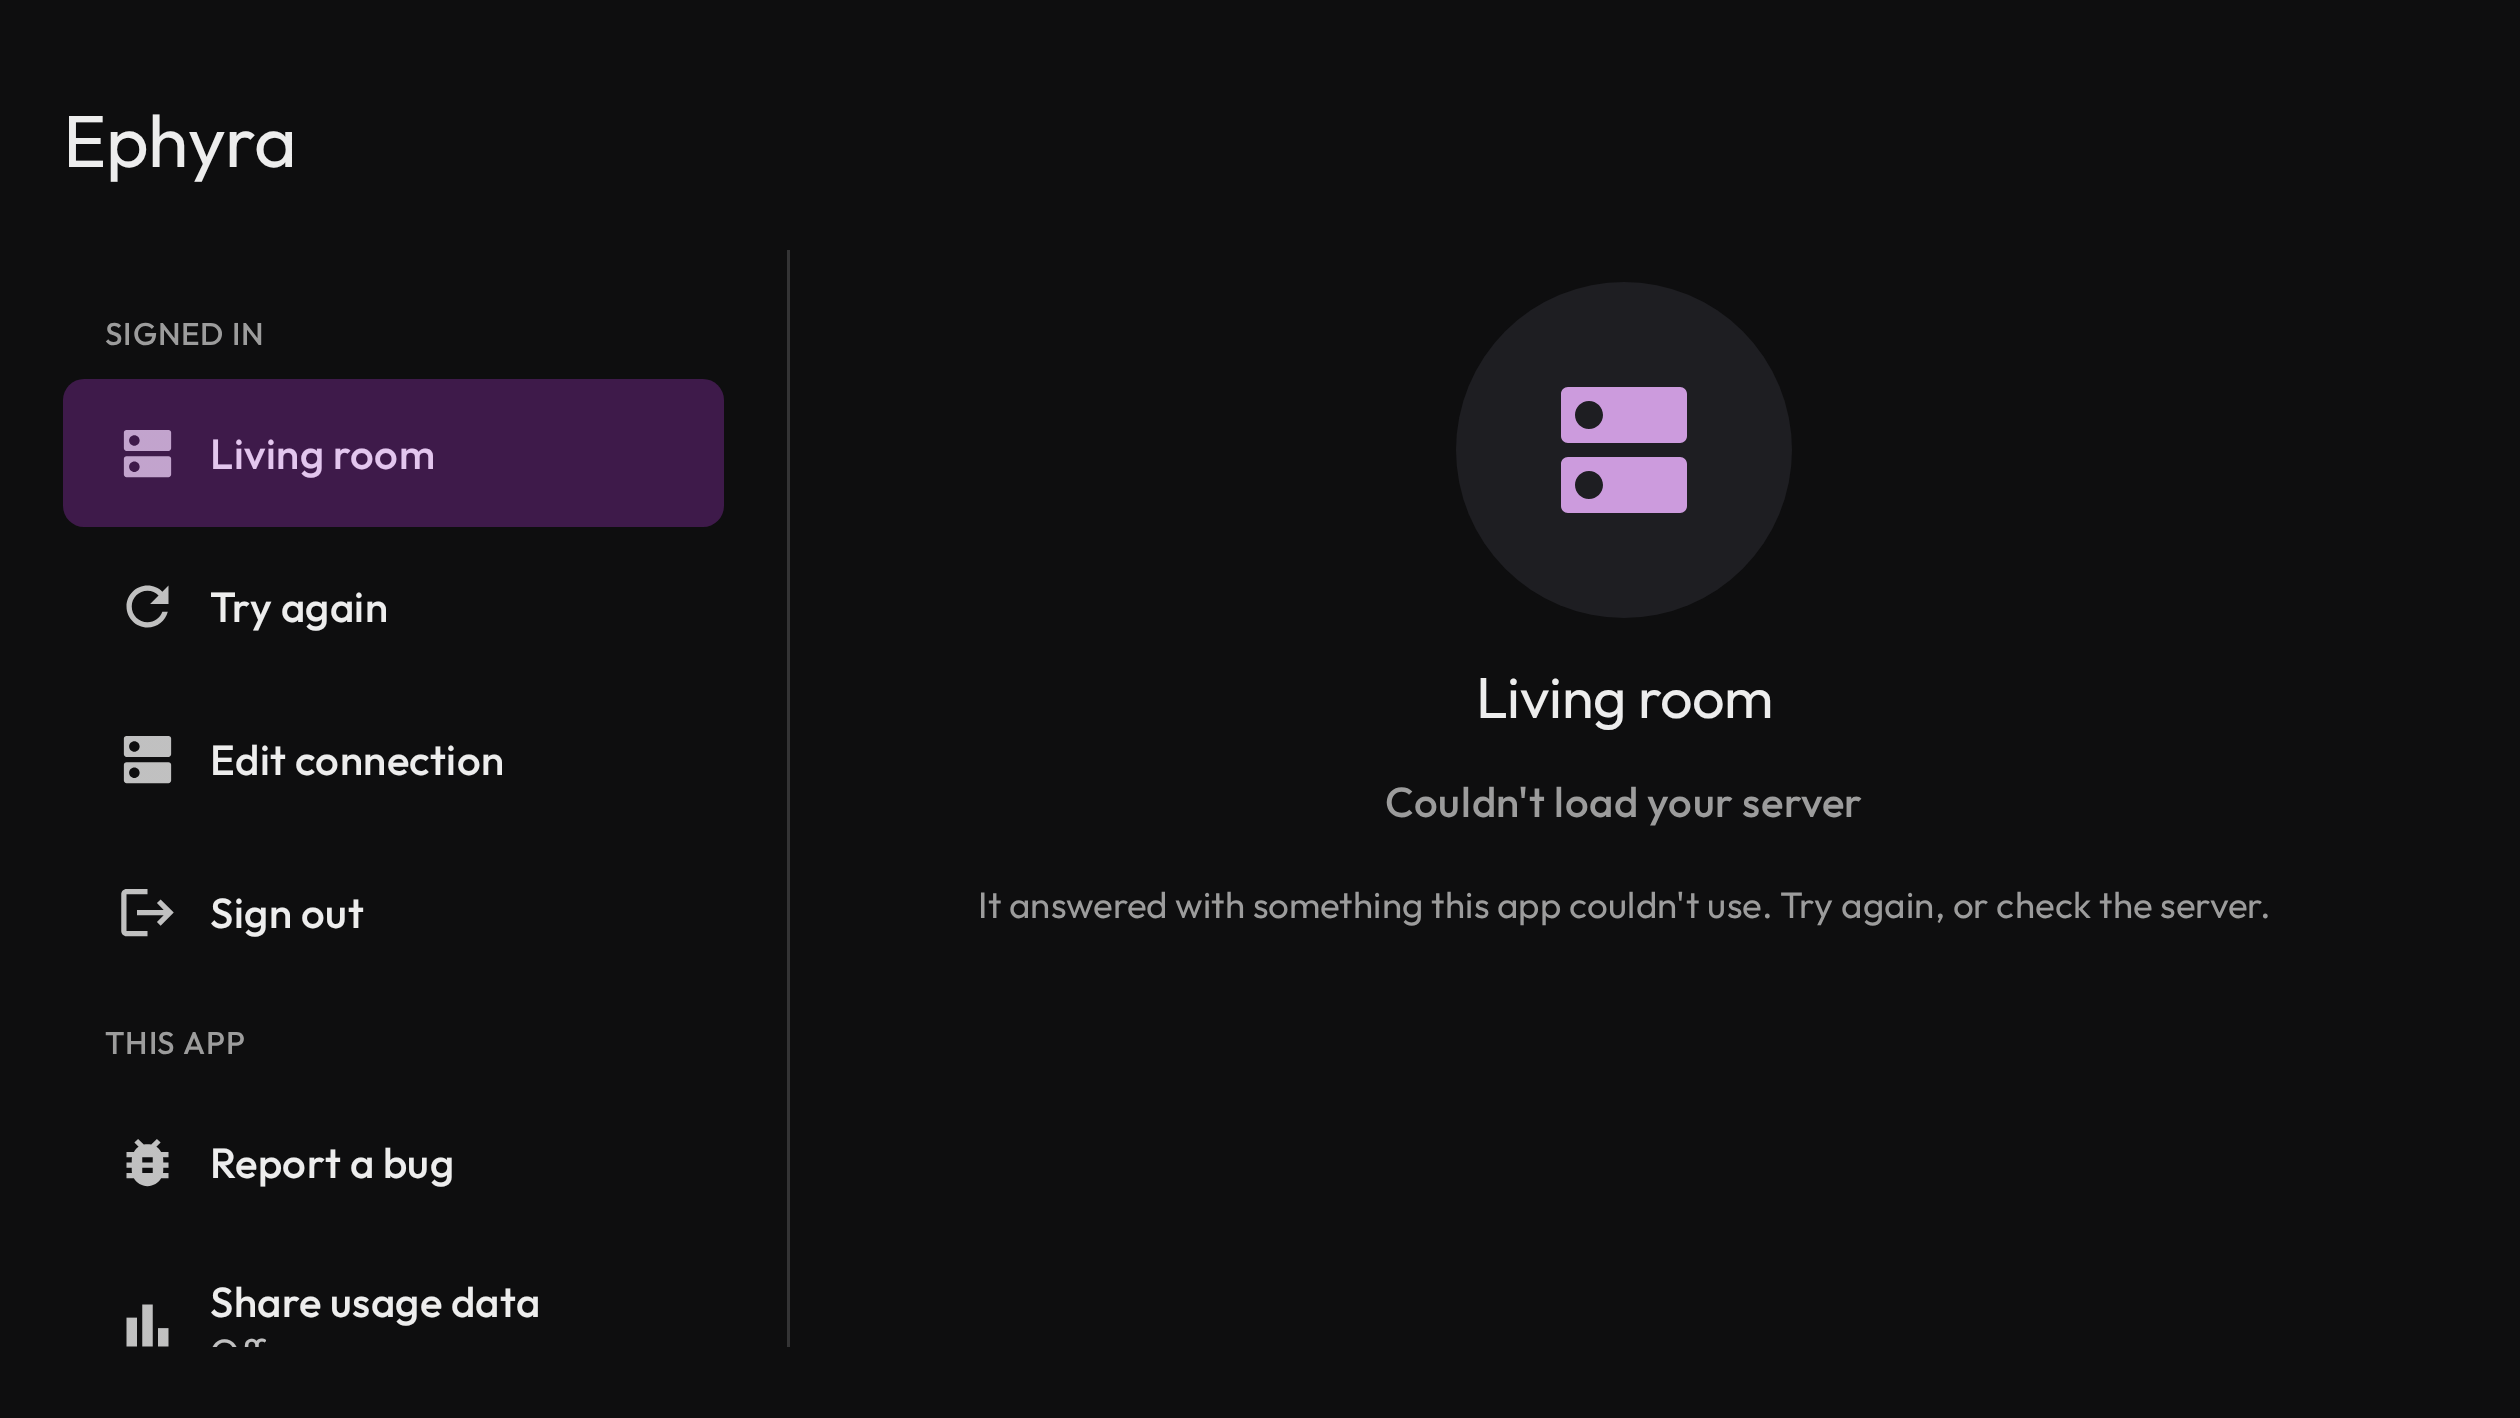 Ephyra
SIGNED IN
Living room
Try again
Edit connection
Sign out
THIS APP
Report a bug
Share usage data
Living room
Couldn't load your server
It answered with something this app couldn't use. Try again, or check the server.